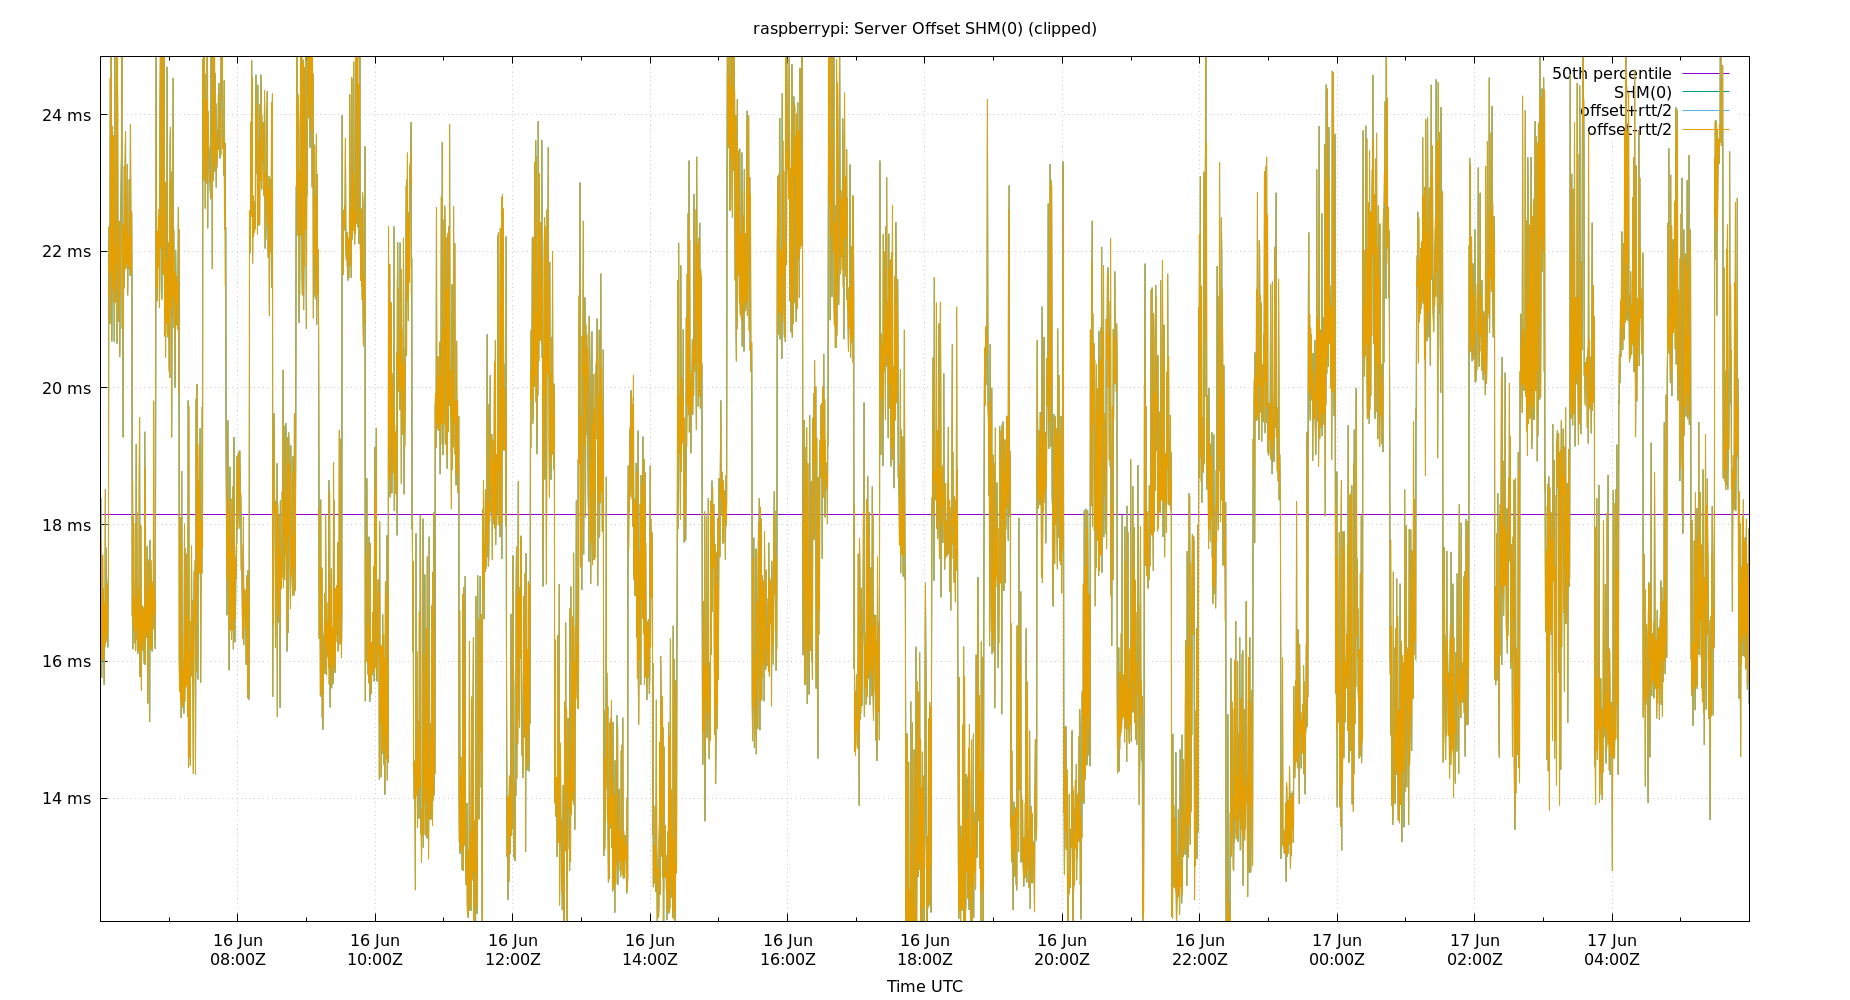 raspberrypi: Server Offset SHM(0) (clipped)
50th percentile
SHM(0)
offset+rtt/2
offset-rtt/2
24 ms
22 ms
20 ms
18 ms
16 ms
14 ms
16 Jun 16 Jun 16 Jun 16 Jun 16 Jun 16 Jun 16 Jun 16 Jun 17 Jun 17 Jun 17 Jun
08:00Z 10:00Z 12:00Z 14:00Z 16:00Z 18:00Z 20:00Z 22:00Z 00:00Z 02:00Z 04:00Z
Time UTC